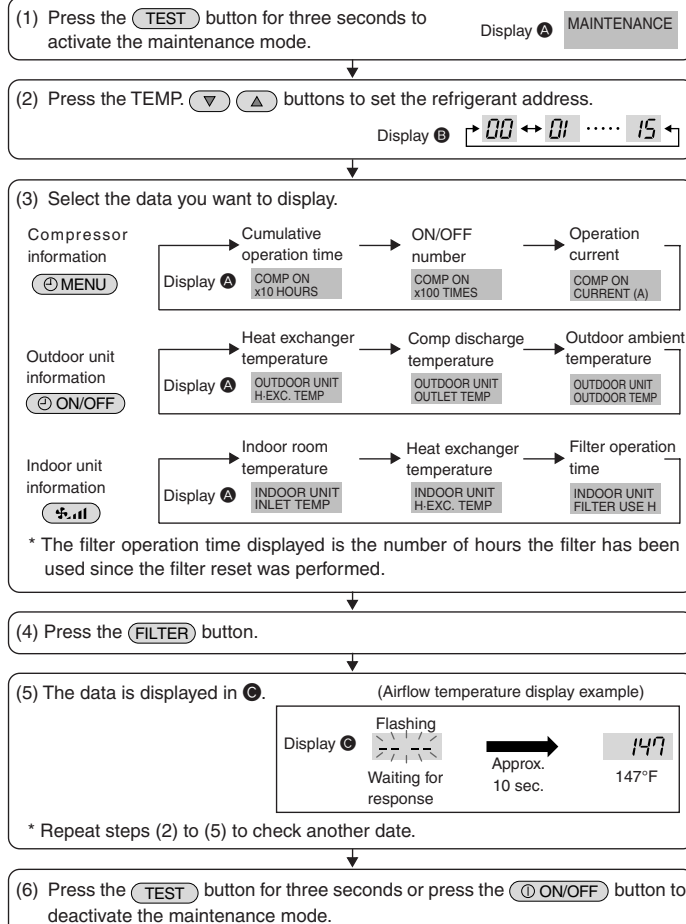 (1) Press the TEST button for three seconds to
activate the maintenance mode.
Display A MAINTENANCE
(2) Press the TEMP. ▽ △ buttons to set the refrigerant address.
Display B 00 ↔ 01 ····· 15
(3) Select the data you want to display.
Compressor
information
MENU
Cumulative
operation time
ON/OFF
number
Operation
current
Display A
COMP ON
x10 HOURS
COMP ON
x100 TIMES
COMP ON
CURRENT (A)
Outdoor unit
information
ON/OFF
Heat exchanger
temperature
Comp discharge
temperature
Outdoor ambient
temperature
Display A
OUTDOOR UNIT
H·EXC. TEMP
OUTDOOR UNIT
OUTLET TEMP
OUTDOOR UNIT
OUTDOOR TEMP
Indoor unit
information
Indoor room
temperature
Heat exchanger
temperature
Filter operation
time
Display A
INDOOR UNIT
INLET TEMP
INDOOR UNIT
H·EXC. TEMP
INDOOR UNIT
FILTER USE H
* The filter operation time displayed is the number of hours the filter has been
used since the filter reset was performed.
(4) Press the FILTER button.
(5) The data is displayed in C.
(Airflow temperature display example)
Display C
Flashing
-- --
Waiting for
response
Approx.
10 sec.
147
147°F
* Repeat steps (2) to (5) to check another date.
(6) Press the TEST button for three seconds or press the ON/OFF button to
deactivate the maintenance mode.